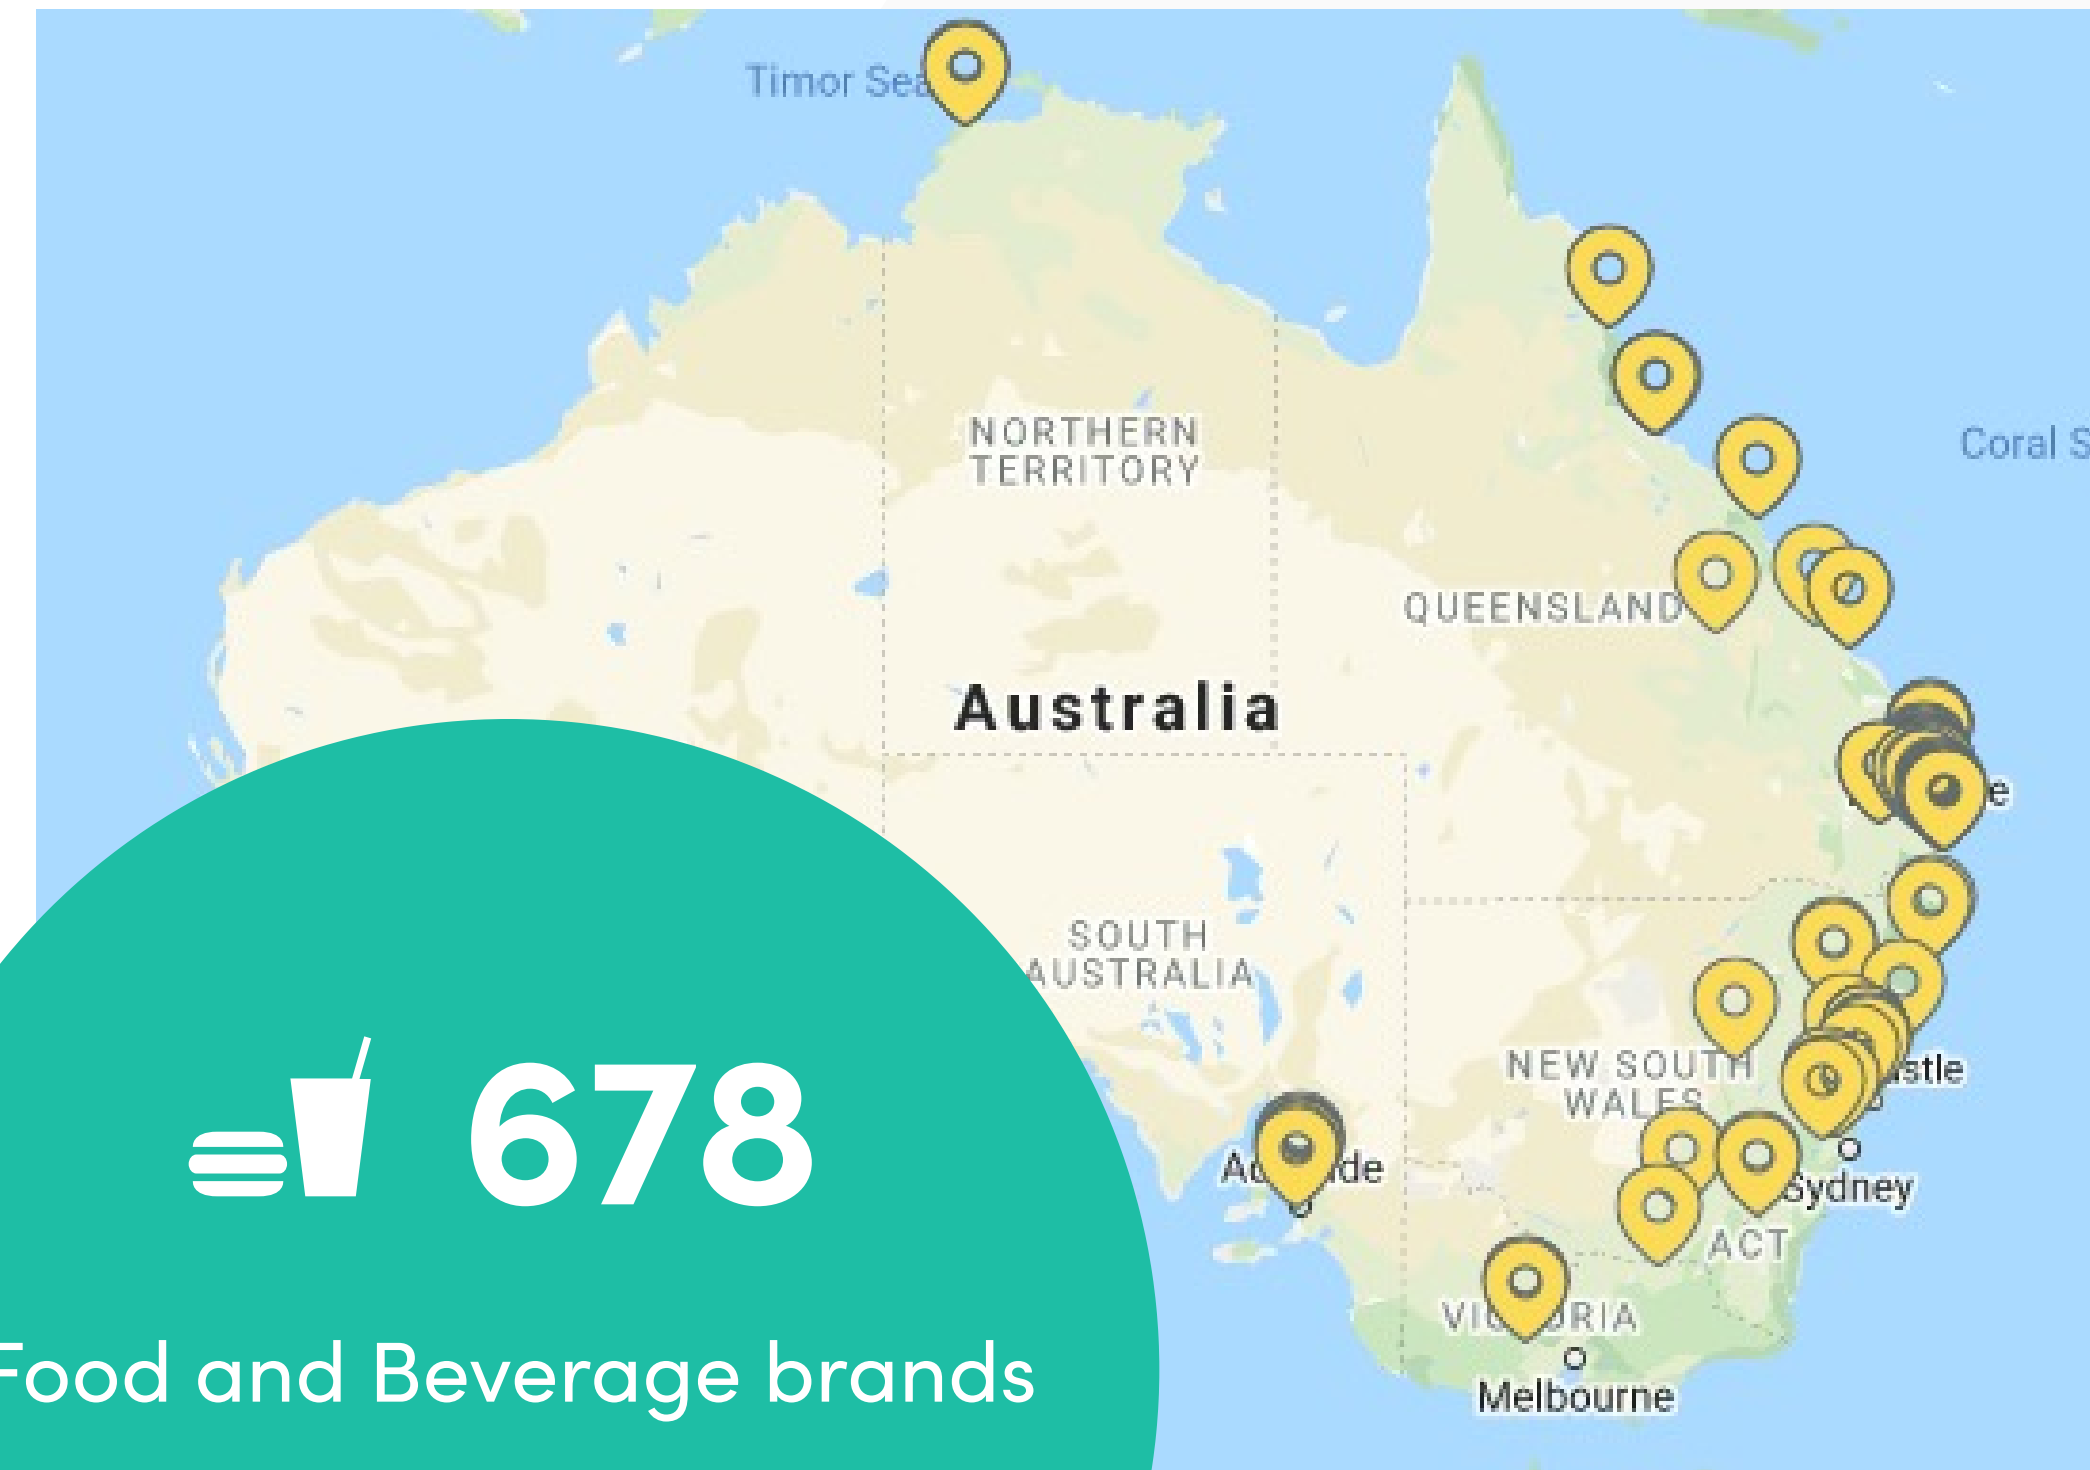 Timor Sea
NORTHERN
TERRITORY
Coral S
QUEENSLAND
Australia
SOUTH
AUSTRALIA
NEW SOUTH
WALES
Sydney
ACT
Melbourne
678
Food and Beverage brands